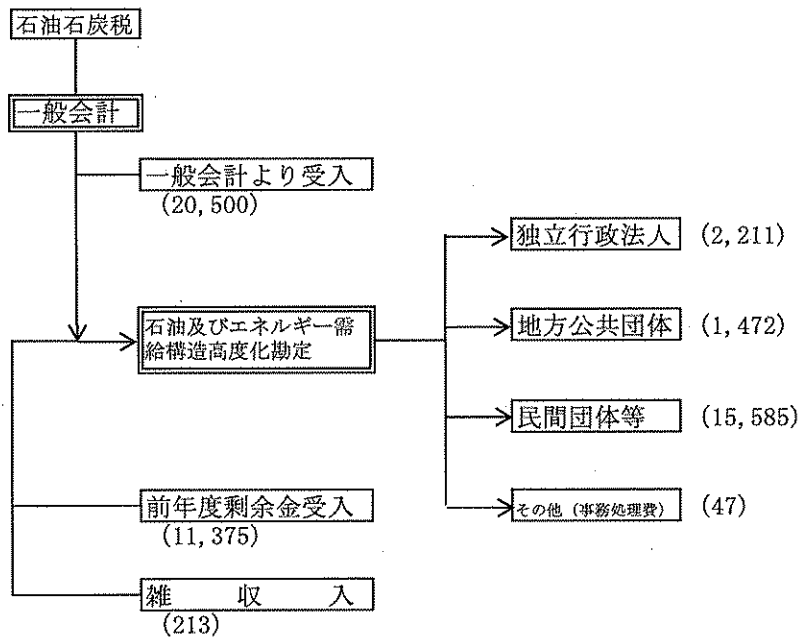 石油石炭税
一般会計
一般会計より受入
(20,500)
石油及びエネルギー需
給構造高度化勘定
前年度剰余金受入
(11,375)
雑収入
(213)
独立行政法人 (2,211)
地方公共団体 (1,472)
民間団体等 (15,585)
その他（事務処理費） (47)